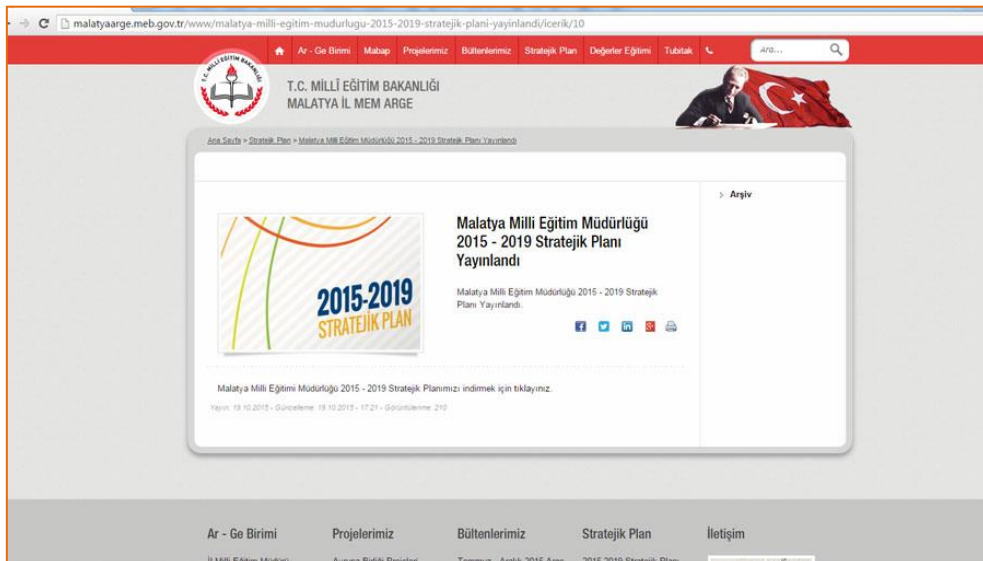 malatyaarge.meb.gov.tr/www/malatya-milli-egitim-mudurlugu-2015-2019-stratejik-plani-yayinlandi/icerik/10
Ar - Ge Birimi Mabap Projelerimiz Bültenlerimiz Stratejik Plan Değerler Eğitimi Tubitak
Ara...
T.C. MİLLÎ EĞİTİM BAKANLIĞI
MALATYA İL MEM ARGE
Ana Sayfa > Stratejik Plan > Malatya Milli Eğitim Müdürlüğü 2015 - 2019 Stratejik Planı Yayınlandı
Arşiv
Malatya Milli Eğitim Müdürlüğü
2015 - 2019 Stratejik Planı
Yayınlandı
2015-2019
STRATEJİK PLAN
Malatya Milli Eğitim Müdürlüğü 2015 - 2019 Stratejik
Planı Yayınlandı.
Malatya Milli Eğitimi Müdürlüğü 2015 - 2019 Stratejik Planımızı indirmek için tıklayınız.
Yayın: 19.10.2015 - Güncelleme: 19.10.2015 - 17:21 - Görüntülenme: 210
Ar - Ge Birimi Projelerimiz Bültenlerimiz Stratejik Plan İletişim